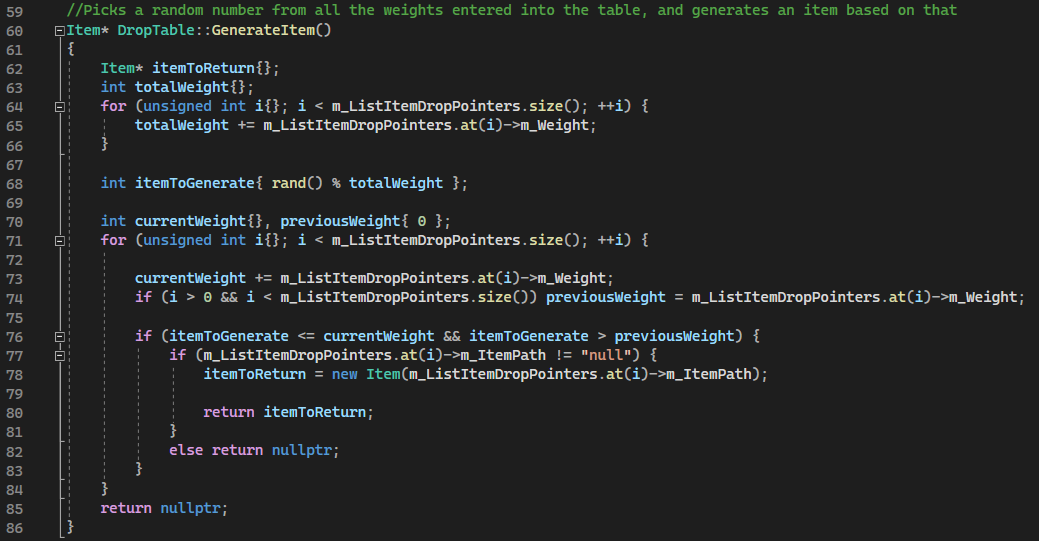 59 //Picks a random number from all the weights entered into the table, and generates an item based on that
60 Item* DropTable::GenerateItem()
61 {
62     Item* itemToReturn{};
63     int totalWeight{};
64     for (unsigned int i{}; i < m_ListItemDropPointers.size(); ++i) {
65         totalWeight += m_ListItemDropPointers.at(i)->m_Weight;
66     }
67
68     int itemToGenerate{ rand() % totalWeight };
69
70     int currentWeight{}, previousWeight{ 0 };
71     for (unsigned int i{}; i < m_ListItemDropPointers.size(); ++i) {
72
73         currentWeight += m_ListItemDropPointers.at(i)->m_Weight;
74         if (i > 0 && i < m_ListItemDropPointers.size()) previousWeight = m_ListItemDropPointers.at(i)->m_Weight;
75
76         if (itemToGenerate <= currentWeight && itemToGenerate > previousWeight) {
77             if (m_ListItemDropPointers.at(i)->m_ItemPath != "null") {
78                 itemToReturn = new Item(m_ListItemDropPointers.at(i)->m_ItemPath);
79
80                 return itemToReturn;
81             }
82             else return nullptr;
83         }
84     }
85     return nullptr;
86 }